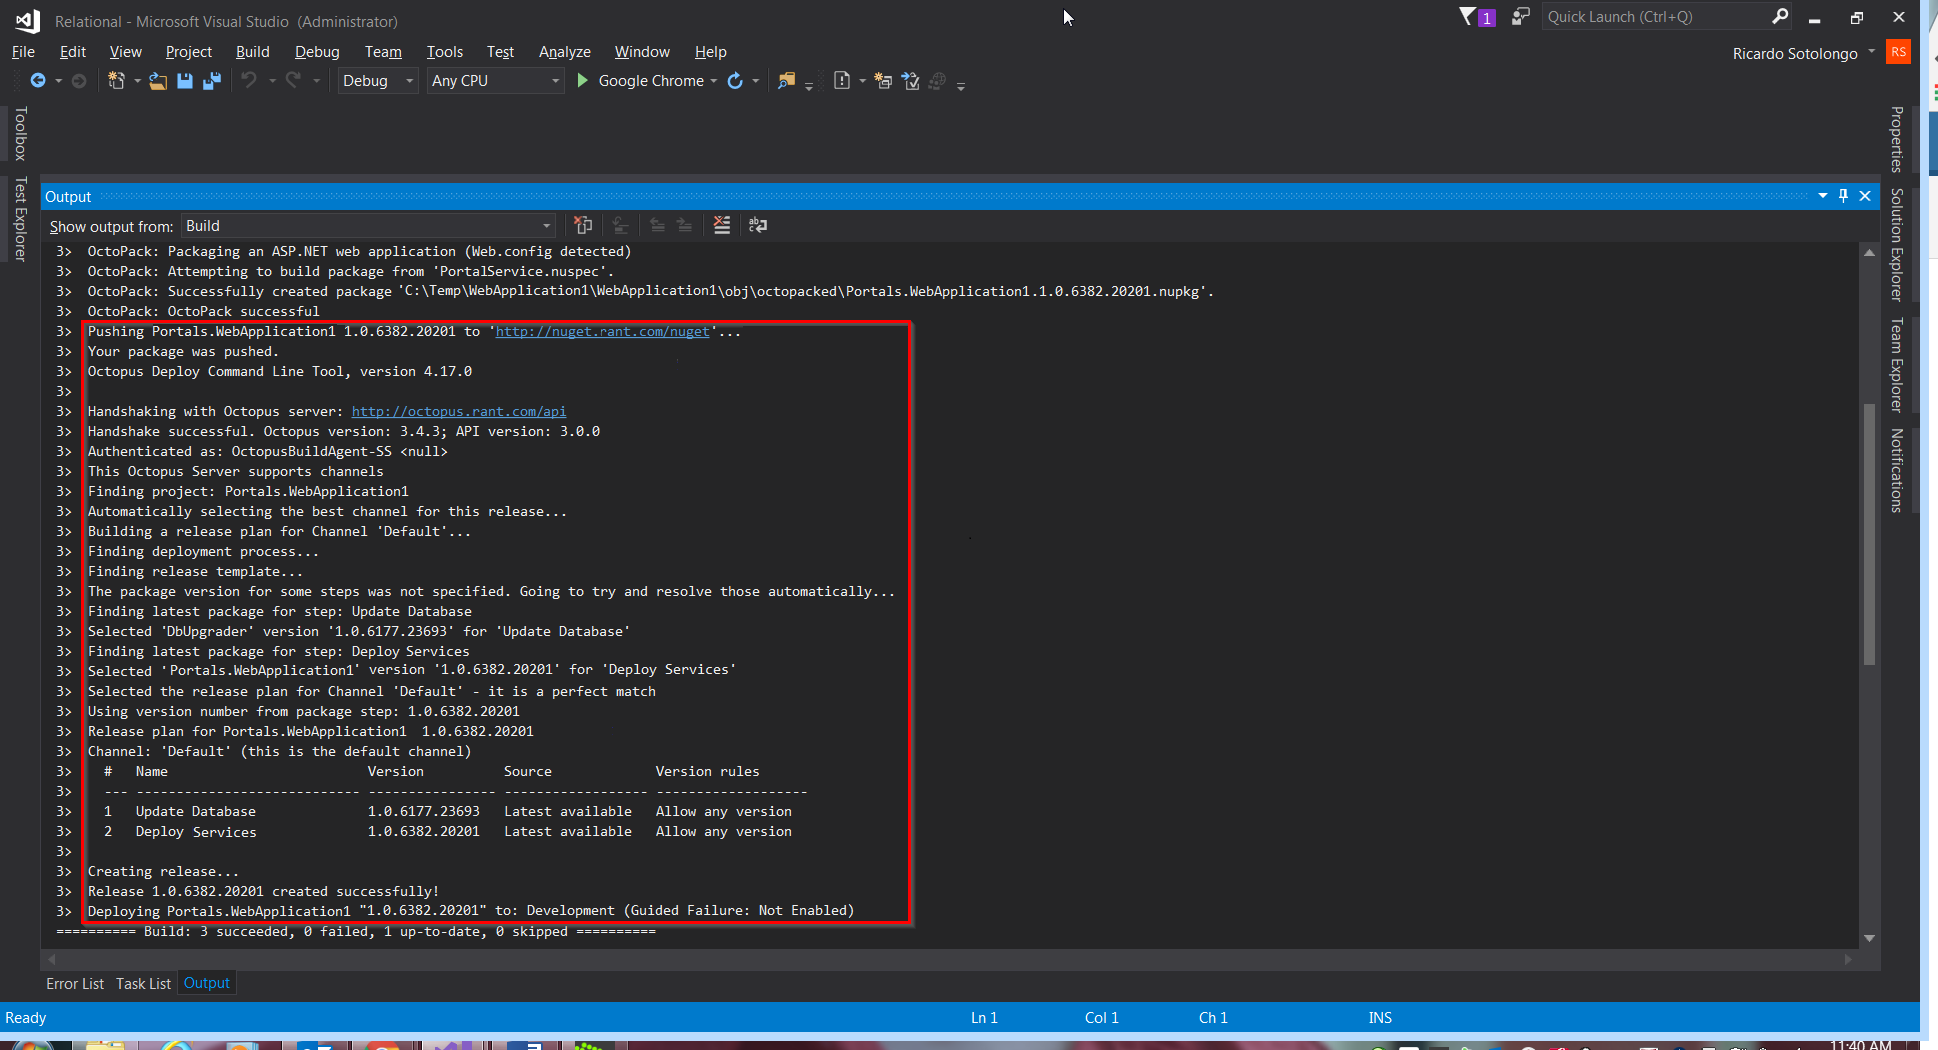 Relational - Microsoft Visual Studio (Administrator)
1
Quick Launch (Ctrl+Q)
File Edit View Project Build Debug Team Tools Test Analyze Window Help
Ricardo Sotolongo RS
Debug Any CPU Google Chrome
Toolbox
Test Explorer
Properties
Solution Explorer
Team Explorer
Notifications
Output
Show output from: Build
3> OctoPack: Packaging an ASP.NET web application (Web.config detected)
3> OctoPack: Attempting to build package from 'PortalService.nuspec'.
3> OctoPack: Successfully created package 'C:\Temp\WebApplication1\WebApplication1\obj\octopacked\Portals.WebApplication1.1.0.6382.20201.nupkg'.
3> OctoPack: OctoPack successful
3> Pushing Portals.WebApplication1 1.0.6382.20201 to 'http://nuget.rant.com/nuget'...
3> Your package was pushed.
3> Octopus Deploy Command Line Tool, version 4.17.0
3>
3> Handshaking with Octopus server: http://octopus.rant.com/api
3> Handshake successful. Octopus version: 3.4.3; API version: 3.0.0
3> Authenticated as: OctopusBuildAgent-SS <null>
3> This Octopus Server supports channels
3> Finding project: Portals.WebApplication1
3> Automatically selecting the best channel for this release...
3> Building a release plan for Channel 'Default'...
3> Finding deployment process...
3> Finding release template...
3> The package version for some steps was not specified. Going to try and resolve those automatically...
3> Finding latest package for step: Update Database
3> Selected 'DbUpgrader' version '1.0.6177.23693' for 'Update Database'
3> Finding latest package for step: Deploy Services
3> Selected 'Portals.WebApplication1' version '1.0.6382.20201' for 'Deploy Services'
3> Selected the release plan for Channel 'Default' - it is a perfect match
3> Using version number from package step: 1.0.6382.20201
3> Release plan for Portals.WebApplication1 1.0.6382.20201
3> Channel: 'Default' (this is the default channel)
3> # Name Version Source Version rules
3> --- ---------------------------- ---------------- ------------------ -------------------
3> 1 Update Database 1.0.6177.23693 Latest available Allow any version
3> 2 Deploy Services 1.0.6382.20201 Latest available Allow any version
3>
3> Creating release...
3> Release 1.0.6382.20201 created successfully!
3> Deploying Portals.WebApplication1 "1.0.6382.20201" to: Development (Guided Failure: Not Enabled)
========== Build: 3 succeeded, 0 failed, 1 up-to-date, 0 skipped ==========
Error List Task List Output
Ready Ln 1 Col 1 Ch 1 INS
11:40 AM